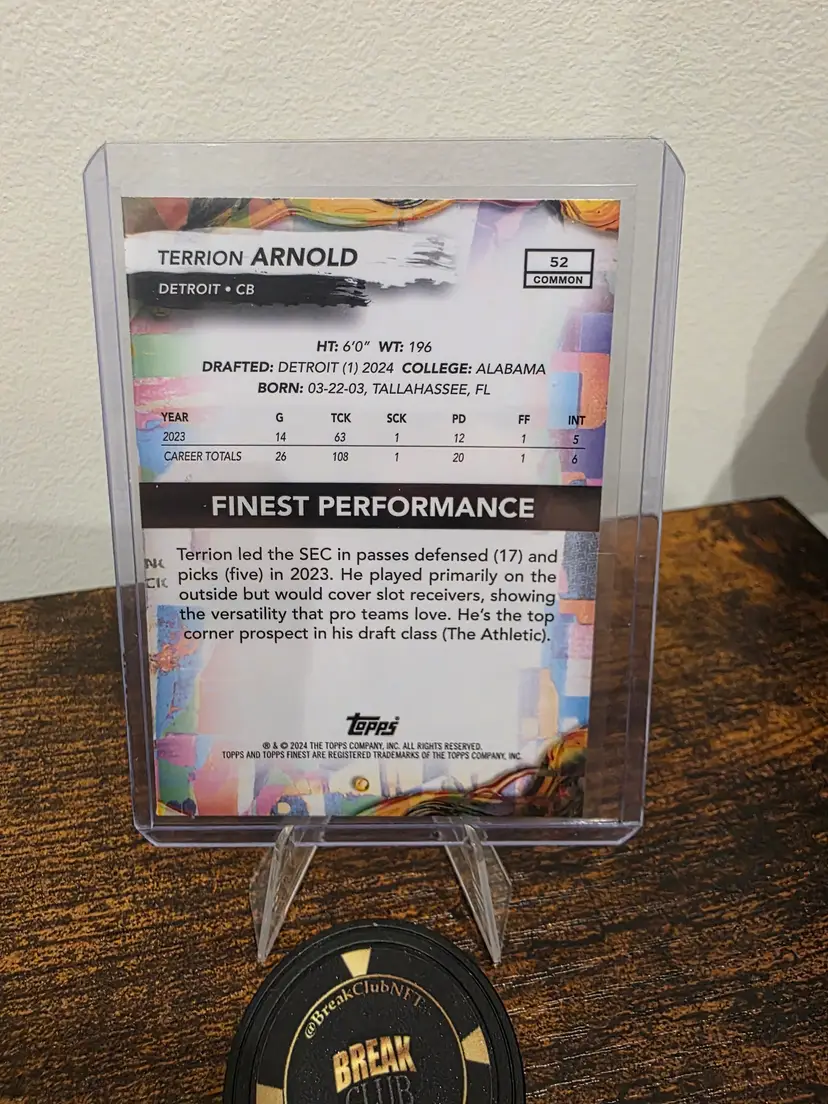 TERRION ARNOLD
DETROIT • CB
52
COMMON
HT: 6'0" WT: 196
DRAFTED: DETROIT (1) 2024 COLLEGE: ALABAMA
BORN: 03-22-03, TALLAHASSEE, FL
YEAR G TCK SCK PD FF INT
2023 14 63 1 12 1 5
CAREER TOTALS 26 108 1 20 1 6
FINEST PERFORMANCE
Terrion led the SEC in passes defensed (17) and
picks (five) in 2023. He played primarily on the
outside but would cover slot receivers, showing
the versatility that pro teams love. He's the top
corner prospect in his draft class (The Athletic).
topps
® & © 2024 THE TOPPS COMPANY, INC. ALL RIGHTS RESERVED.
TOPPS AND TOPPS FINEST ARE REGISTERED TRADEMARKS OF THE TOPPS COMPANY, INC.
@BreakClubNFT
BREAK
CLUB